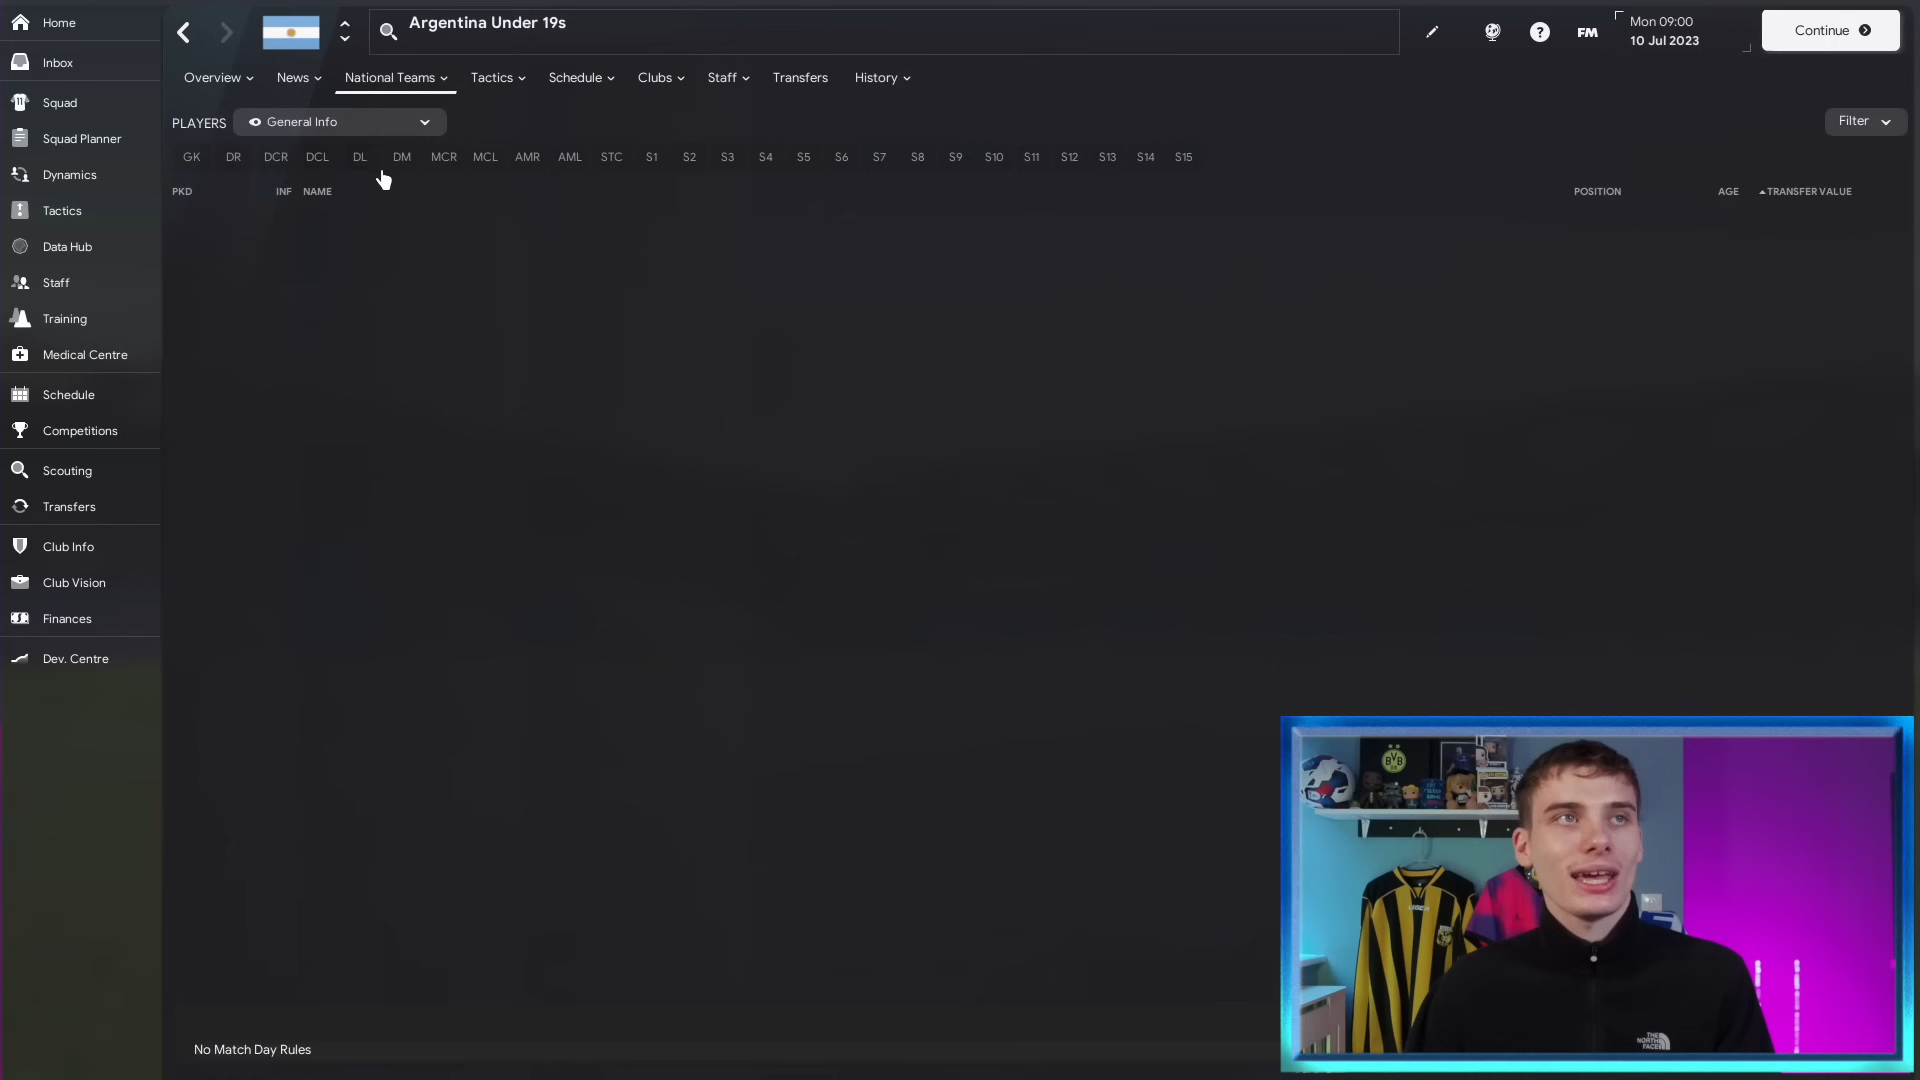 Home
Inbox
Squad
Squad Planner
Dynamics
Tactics
Data Hub
Staff
Training
Medical Centre
Schedule
Competitions
Scouting
Transfers
Club Info
Club Vision
Finances
Dev. Centre
Argentina Under 19s
FM
Mon 09:00
10 Jul 2023
Continue
Overview News National Teams Tactics Schedule Clubs Staff Transfers History
PLAYERS General Info Filter
GK DR DCR DCL DL DM MCR MCL AMR AML STC S1 S2 S3 S4 S5 S6 S7 S8 S9 S10 S11 S12 S13 S14 S15
PKD INF NAME POSITION AGE TRANSFER VALUE
BVB
THE
NORTH
FACE
No Match Day Rules